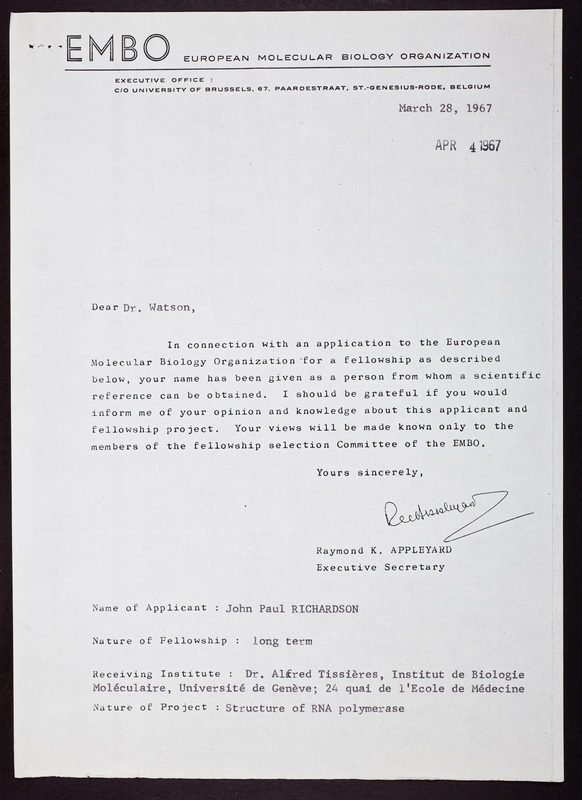 EMBO EUROPEAN MOLECULAR BIOLOGY ORGANIZATION
EXECUTIVE OFFICE :
C/O UNIVERSITY OF BRUSSELS, 67, PAARDESTRAAT, ST.-GENESIUS-RODE, BELGIUM
March 28, 1967
APR 4 1967
Dear Dr. Watson,
In connection with an application to the European
Molecular Biology Organization for a fellowship as described
below, your name has been given as a person from whom a scientific
reference can be obtained. I should be grateful if you would
inform me of your opinion and knowledge about this applicant and
fellowship project. Your views will be made known only to the
members of the fellowship selection Committee of the EMBO.
Yours sincerely,
Raymond K. APPLEYARD
Executive Secretary
Name of Applicant : John Paul RICHARDSON
Nature of Fellowship : long term
Receiving Institute : Dr. Alfred Tissières, Institut de Biologie
Moléculaire, Université de Genève; 24 quai de l'Ecole de Médecine
Nature of Project : Structure of RNA polymerase